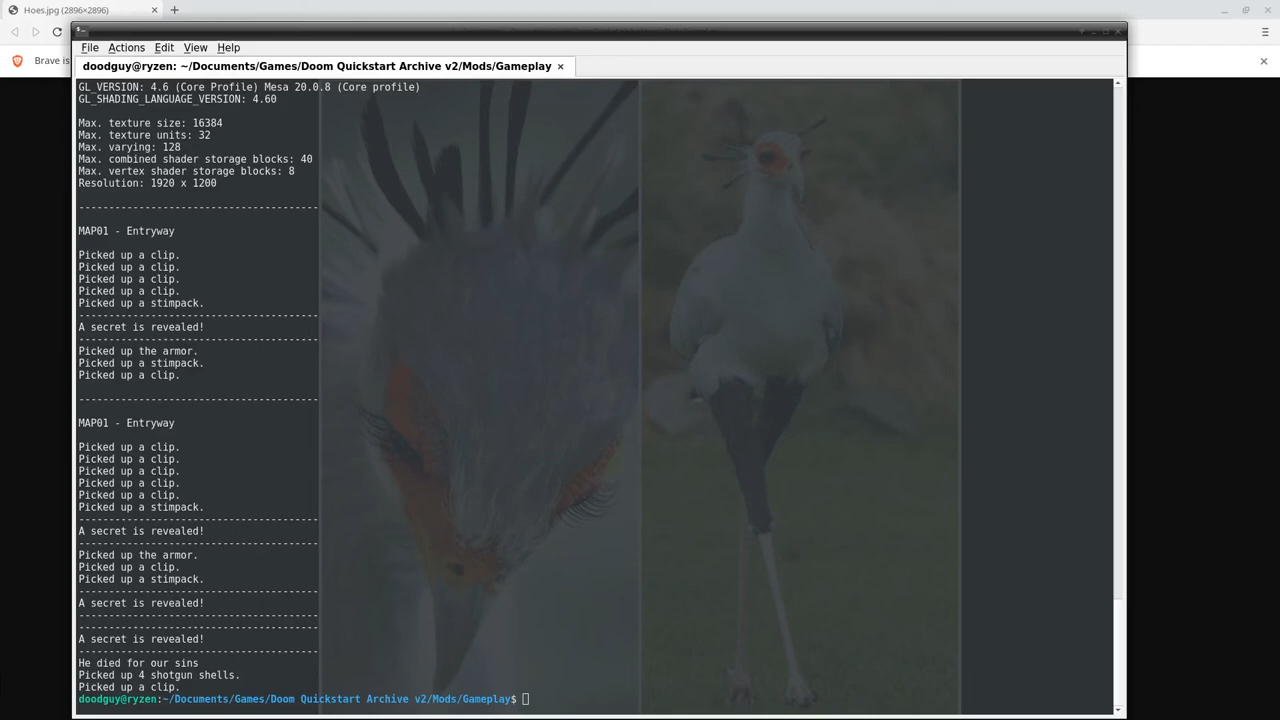 Hoes.jpg (2896×2896)
Brave is
File Actions Edit View Help
doodguy@ryzen: ~/Documents/Games/Doom Quickstart Archive v2/Mods/Gameplay
GL_VERSION: 4.6 (Core Profile) Mesa 20.0.8 (Core profile)
GL_SHADING_LANGUAGE_VERSION: 4.60
Max. texture size: 16384
Max. texture units: 32
Max. varying: 128
Max. combined shader storage blocks: 40
Max. vertex shader storage blocks: 8
Resolution: 1920 x 1200
----------------------------------------
MAP01 - Entryway
Picked up a clip.
Picked up a clip.
Picked up a clip.
Picked up a clip.
Picked up a stimpack.
----------------------------------------
A secret is revealed!
----------------------------------------
Picked up the armor.
Picked up a stimpack.
Picked up a clip.
----------------------------------------
MAP01 - Entryway
Picked up a clip.
Picked up a clip.
Picked up a clip.
Picked up a clip.
Picked up a clip.
Picked up a stimpack.
----------------------------------------
A secret is revealed!
----------------------------------------
Picked up the armor.
Picked up a clip.
Picked up a stimpack.
----------------------------------------
A secret is revealed!
----------------------------------------
----------------------------------------
A secret is revealed!
----------------------------------------
He died for our sins
Picked up 4 shotgun shells.
Picked up a clip.
doodguy@ryzen:~/Documents/Games/Doom Quickstart Archive v2/Mods/Gameplay$